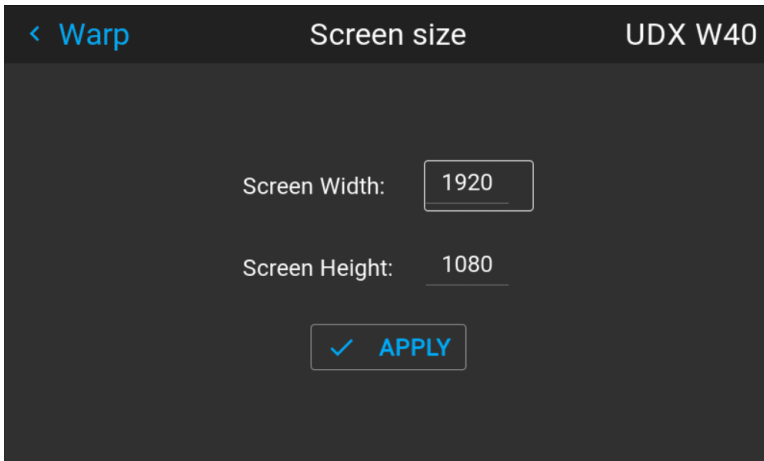 Warp Screen size UDX W40
Screen Width: 1920
Screen Height: 1080
APPLY